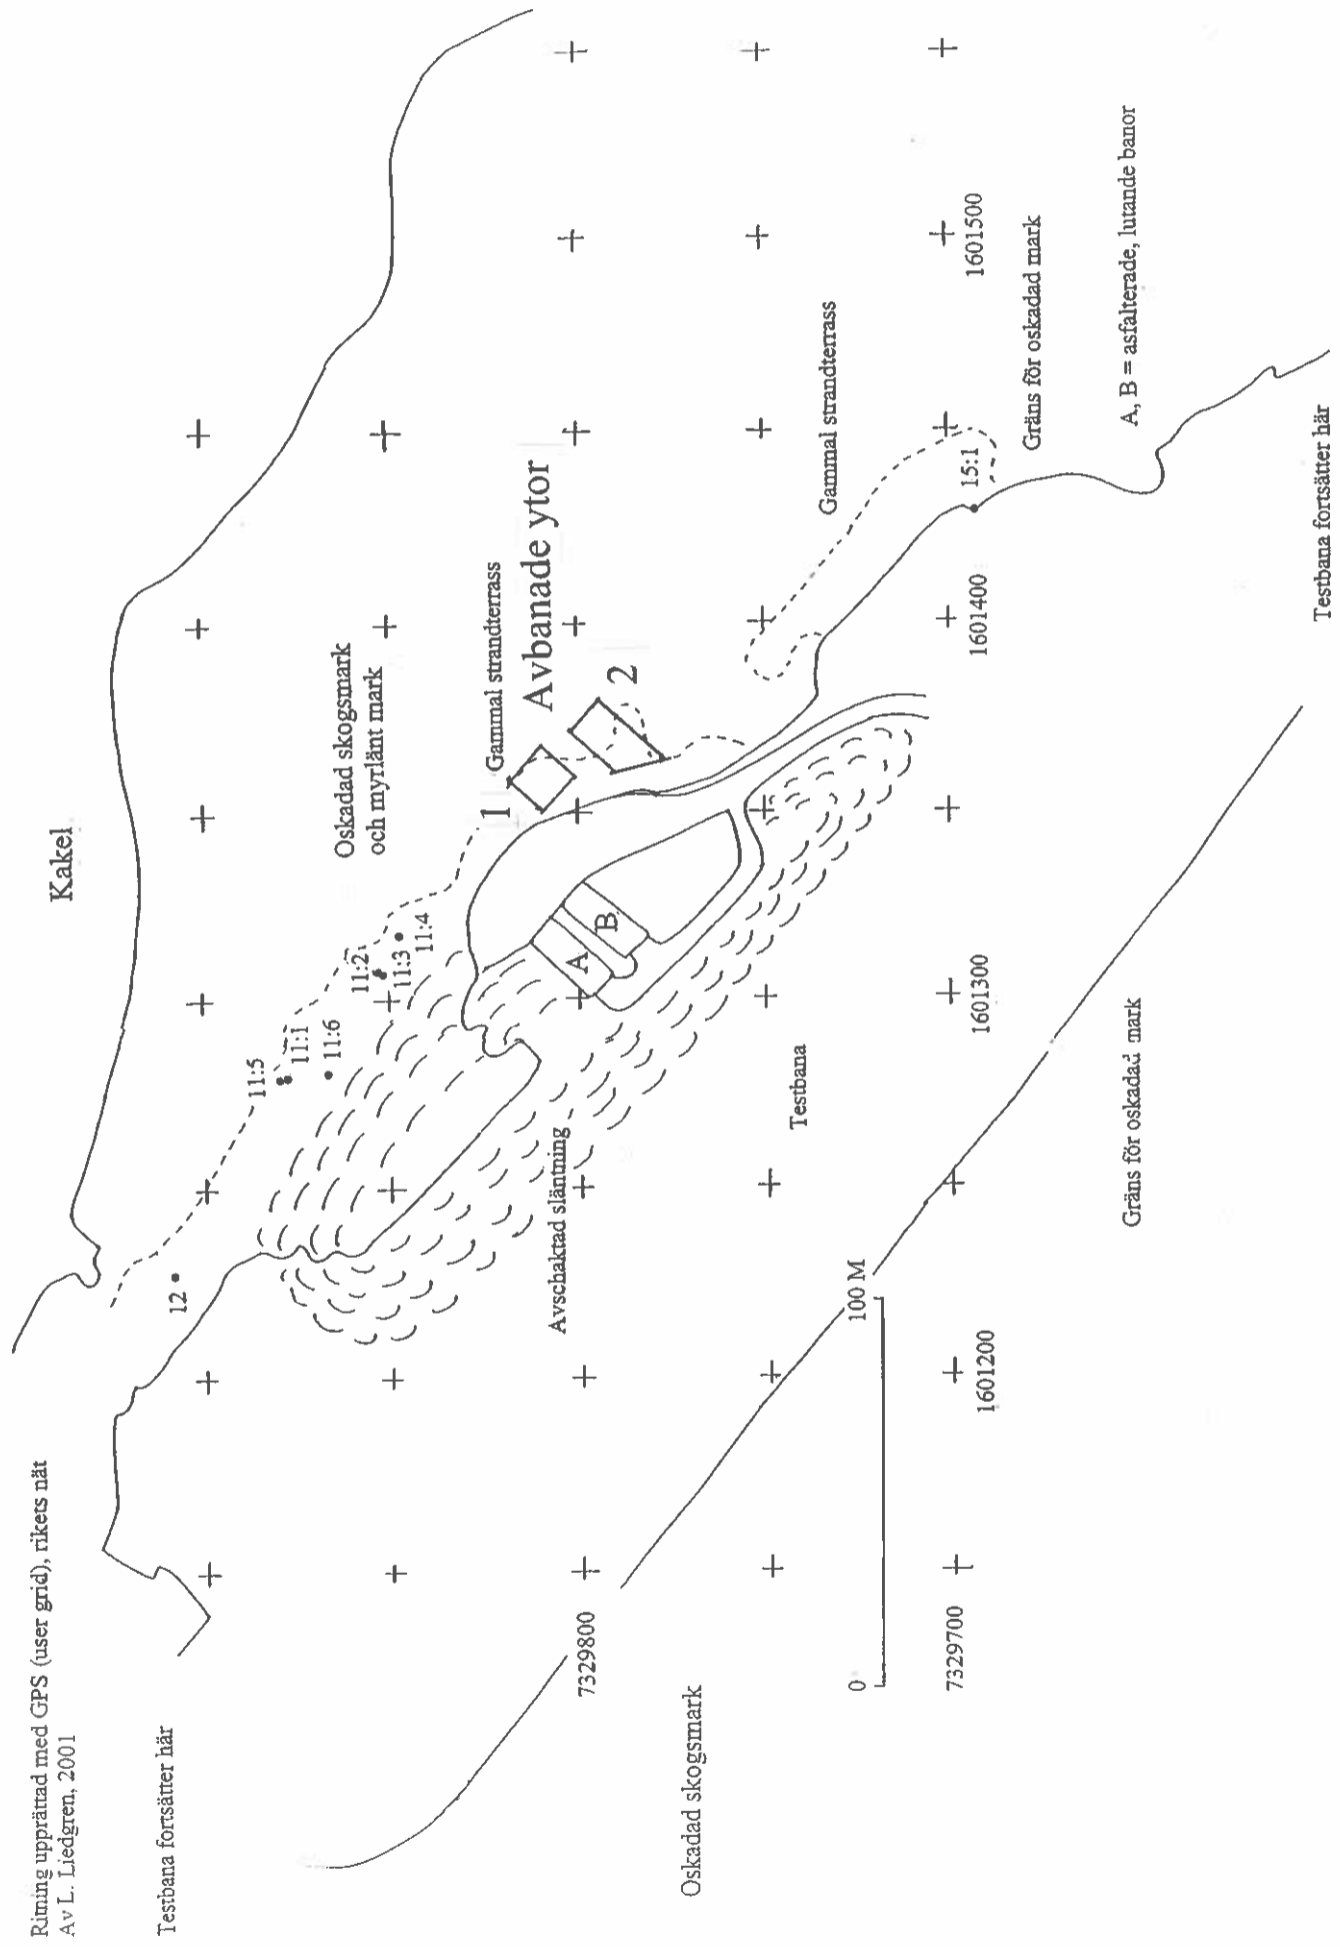 Ritning upprättad med GPS (user grid), rikets nät
Av L. Liedgren, 2001
Testbana fortsätter här
Kakel
Oskadad skogsmark
och myrlänt mark
Gammal strandterrass
Avbanade ytor
1
2
12
11:5
11:1
11:6
11:2
11:3
11:4
A
B
Avschaktad släntning
Testbana
Gammal strandterrass
15:1
Gräns för oskadad mark
A, B = asfalterade, lutande banor
7329800
7329700
0
100 M
1601200
1601300
1601400
1601500
Oskadad skogsmark
Gräns för oskadad mark
Testbana fortsätter här